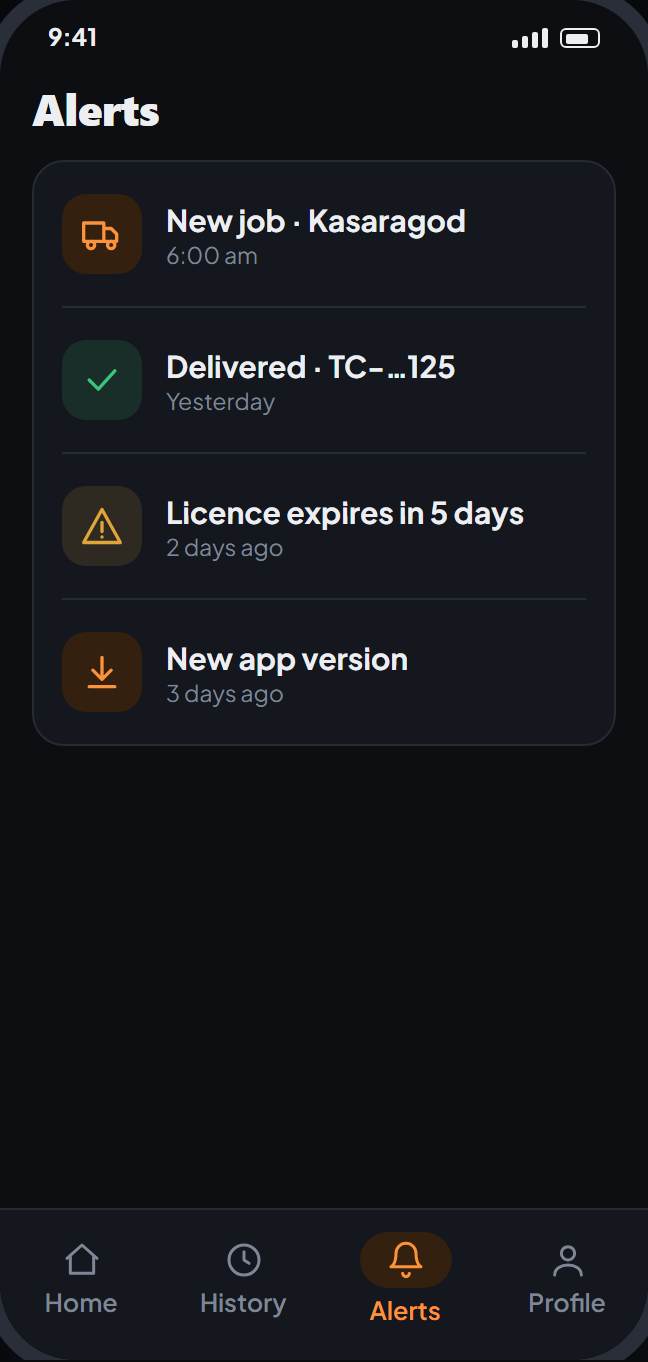 9:41
Alerts
New job · Kasaragod
6:00 am
Delivered · TC-…125
Yesterday
Licence expires in 5 days
2 days ago
New app version
3 days ago
Home
History
Alerts
Profile